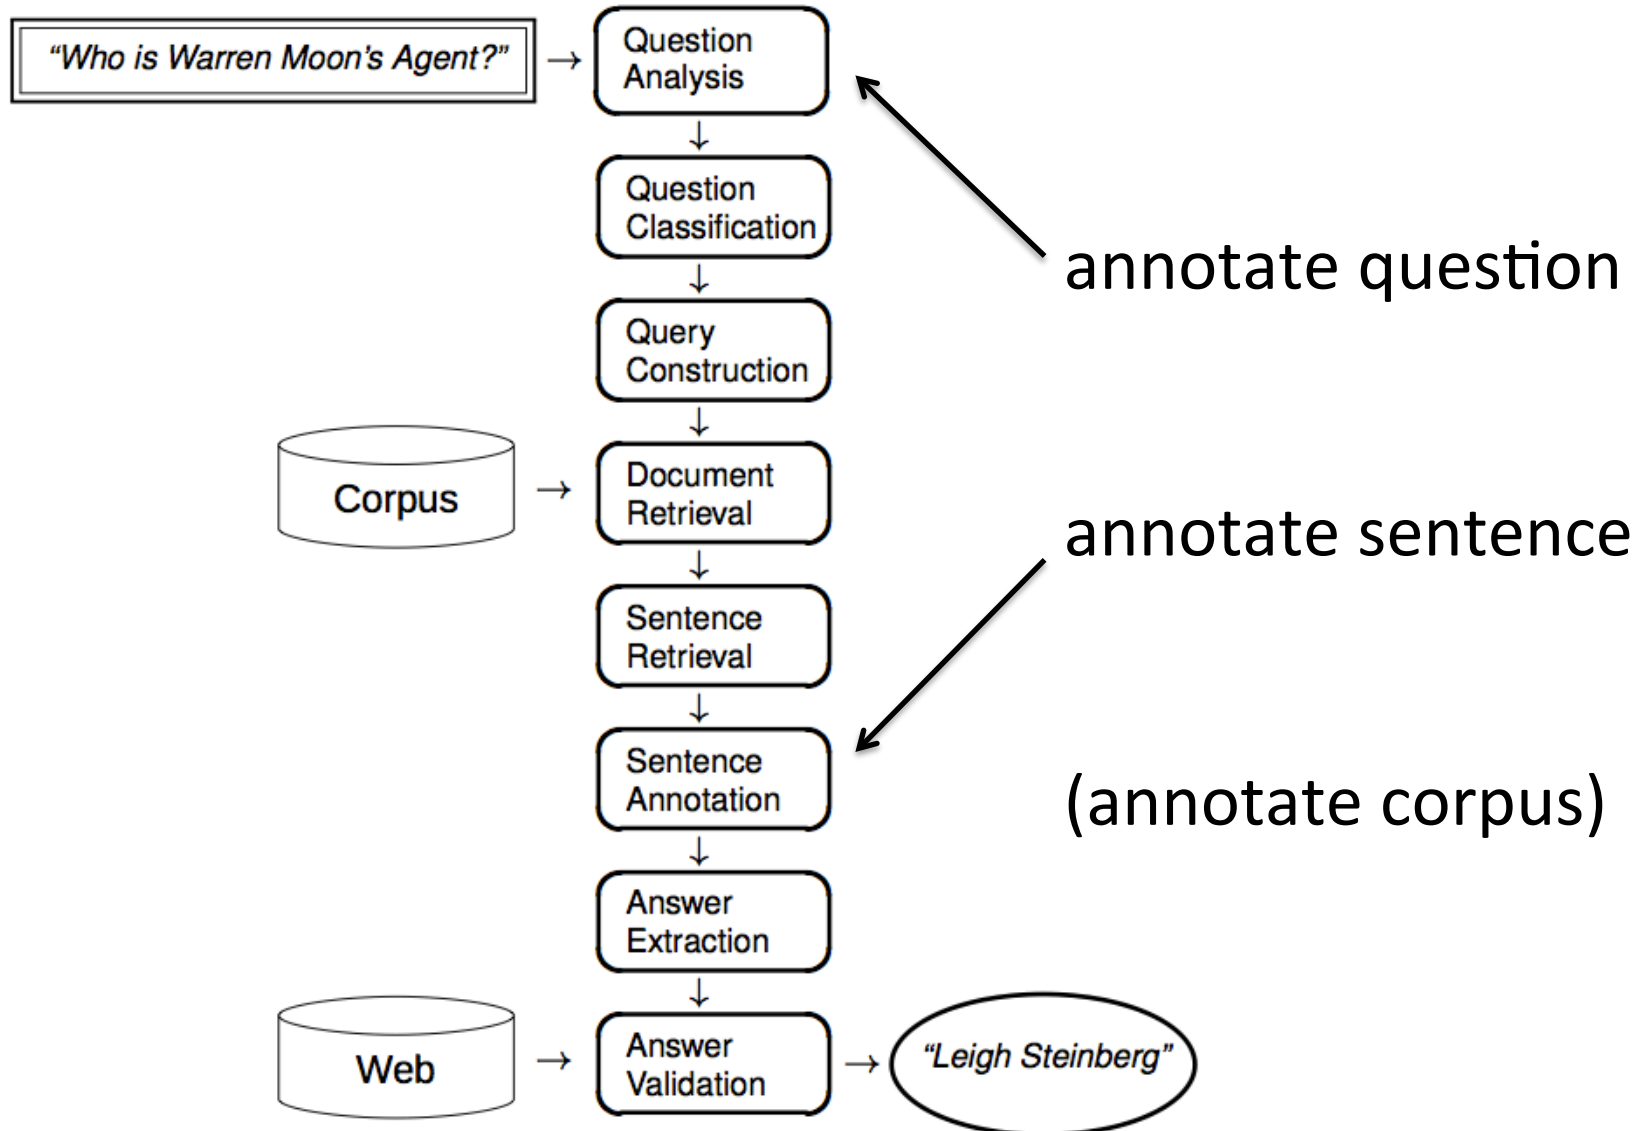 “Who is Warren Moon’s Agent?”
→
Question
Analysis
↓
Question
Classification
↓
annotate question
Query
Construction
↓
Corpus
→
Document
Retrieval
↓
annotate sentence
Sentence
Retrieval
↓
Sentence
Annotation
(annotate corpus)
↓
Answer
Extraction
↓
Web
→
Answer
Validation
→
“Leigh Steinberg”